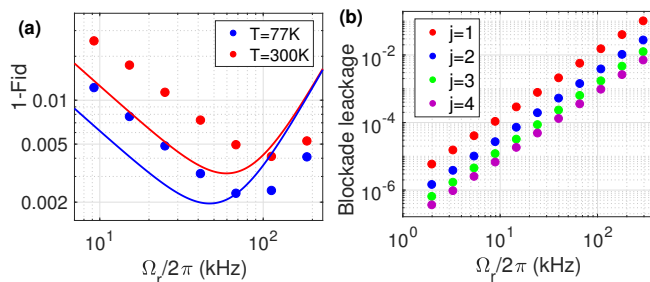 (a)
T=77K
T=300K
1-Fid
0.01
0.005
0.002
10^1
10^2
Ω_r/2π (kHz)
(b)
j=1
j=2
j=3
j=4
Blockade leackage
10^-2
10^-4
10^-6
10^0
10^1
10^2
Ω_r/2π (kHz)